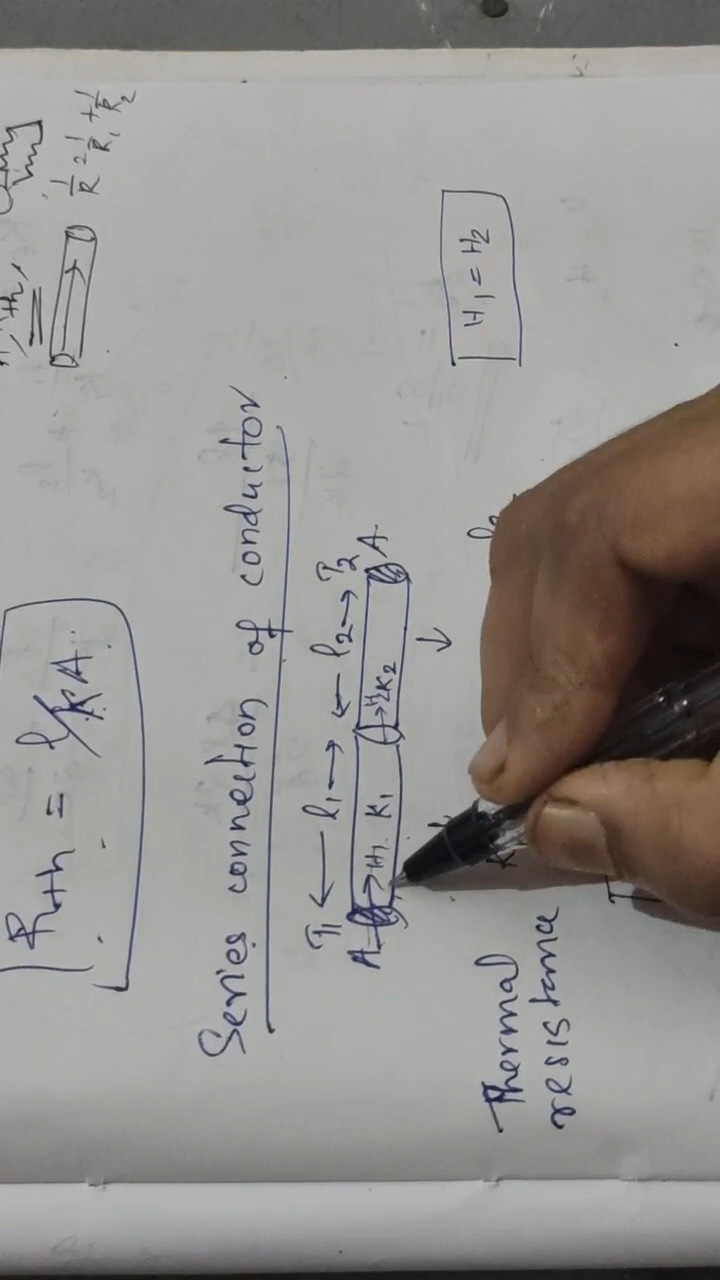 1/R = 1/R1 + 1/R2
Rth = l/KA
Series connection of conductor
T1 ← l1 → ← l2 → T2
A → H1 K1 → H2 K2 A
H1 = H2
Thermal
resistance